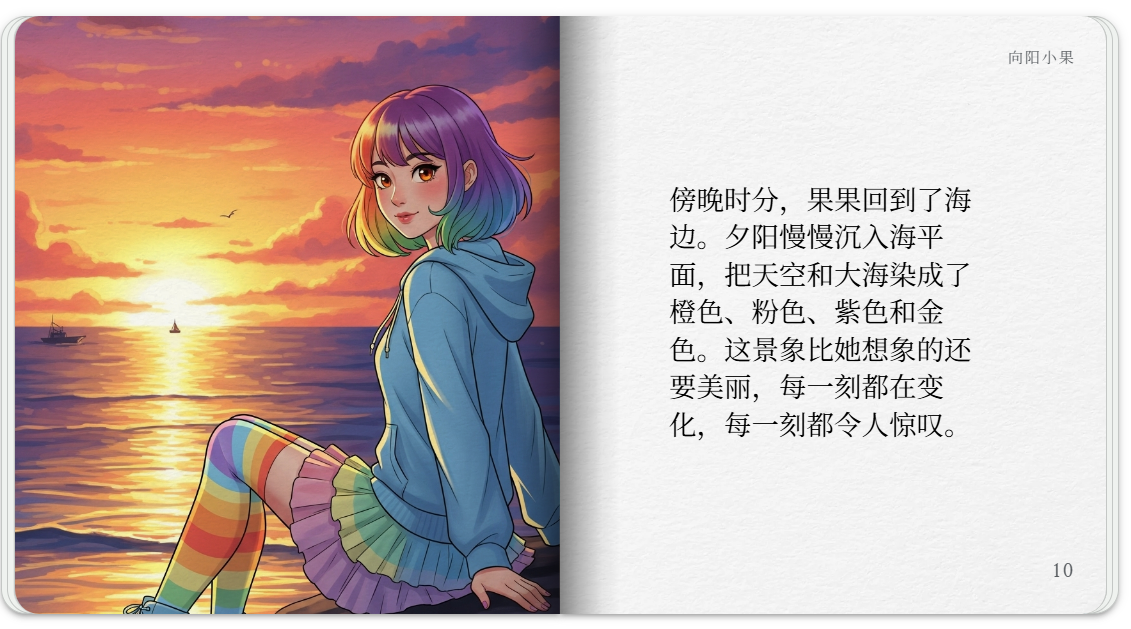 向阳小果
傍晚时分，果果回到了海
边。夕阳慢慢沉入海平
面，把天空和大海染成了
橙色、粉色、紫色和金
色。这景象比她想象的还
要美丽，每一刻都在变
化，每一刻都令人惊叹。
10